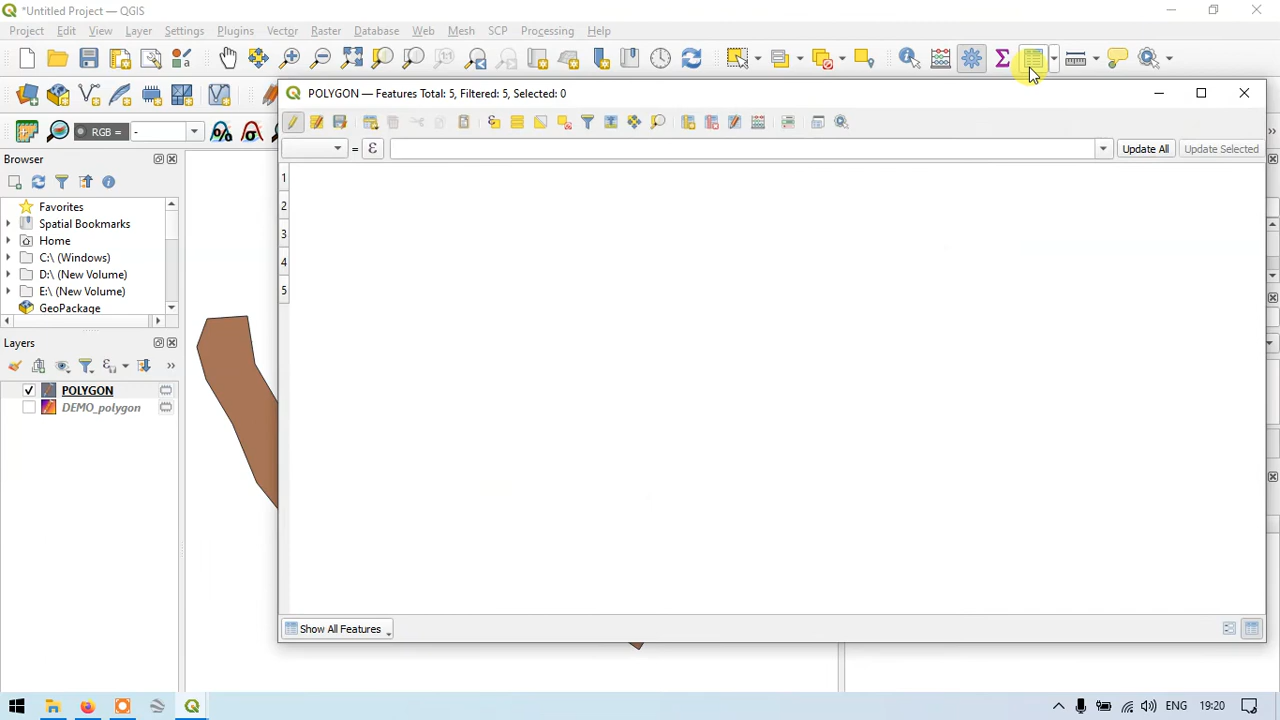 *Untitled Project — QGIS
Project Edit View Layer Settings Plugins Vector Raster Database Web Mesh SCP Processing Help
POLYGON — Features Total: 5, Filtered: 5, Selected: 0
RGB = -
= ε Update All Update Selected
Browser
1
2
3
4
5
Favorites
Spatial Bookmarks
Home
C:\ (Windows)
D:\ (New Volume)
E:\ (New Volume)
GeoPackage
Layers
POLYGON
DEMO_polygon
Show All Features
ENG 19:20